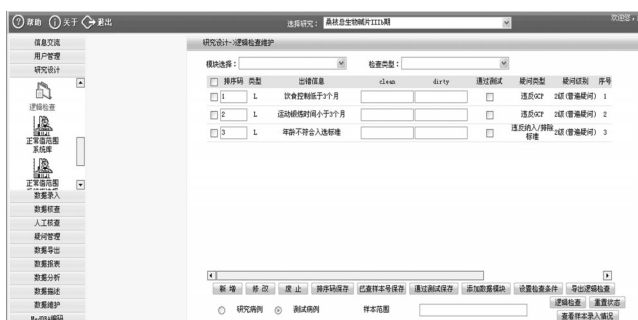 帮助 关于 退出 选择研究： 桑枝总生物碱片IIIb期 欢迎您，
信息交流
用户管理
研究设计
逻辑检查
正常值范围
系统库
正常值范围
数据录入
数据核查
人工核查
疑问管理
数据导出
数据报表
数据分析
数据描述
数据维护
MedDRA编码
研究设计->逻辑检查维护
模块选择： 检查类型：
排序码 类型 出错信息 clean dirty 通过测试 疑问类型 疑问级别 序号
1 L 饮食控制低于3个月 违反GCP 2级(普遍疑问) 1
2 L 运动锻炼时间小于3个月 违反GCP 2级(普遍疑问) 2
3 L 年龄不符合入选标准 违反纳入/排除标准 2级(普遍疑问) 3
新 增 修 改 废 止 排序码保存 已查样本号保存 通过测试保存 添加数据模块 设置检查条件 导出逻辑检查
研究病例 测试病例 样本范围 逻辑检查 重置状态
查看样本录入情况